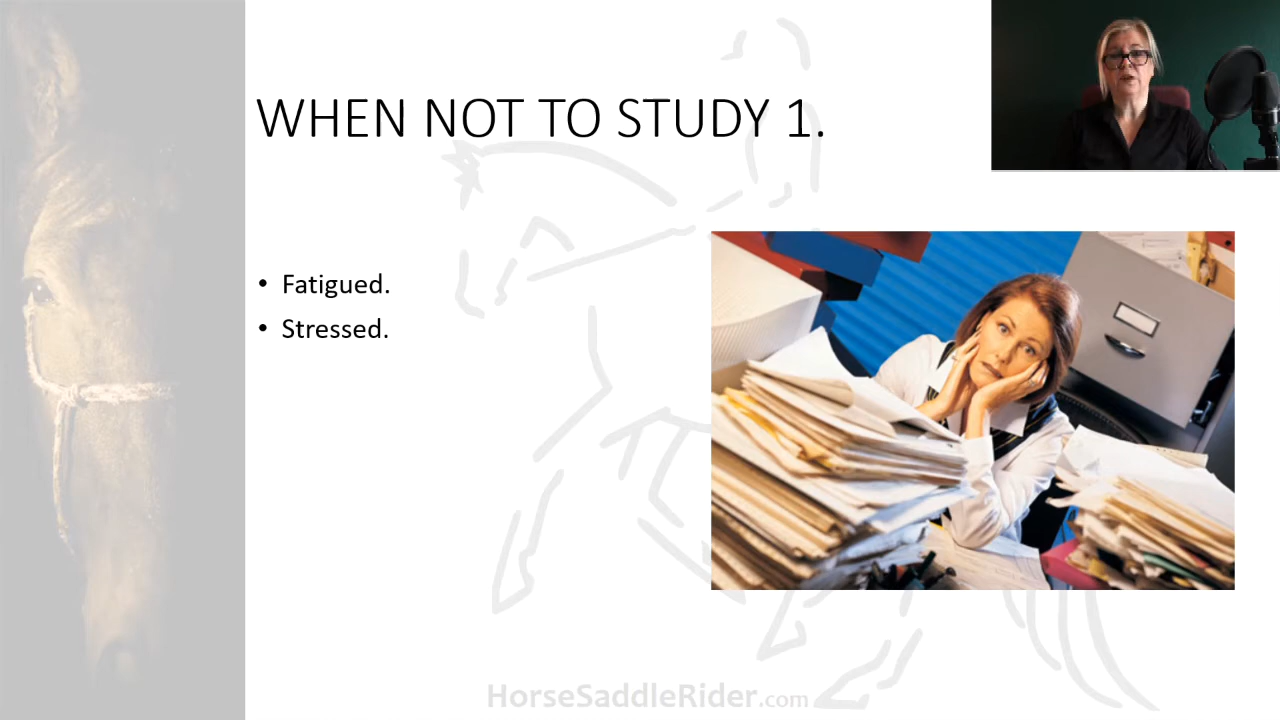 WHEN NOT TO STUDY 1.
• Fatigued.
• Stressed.
HorseSaddleRider.com